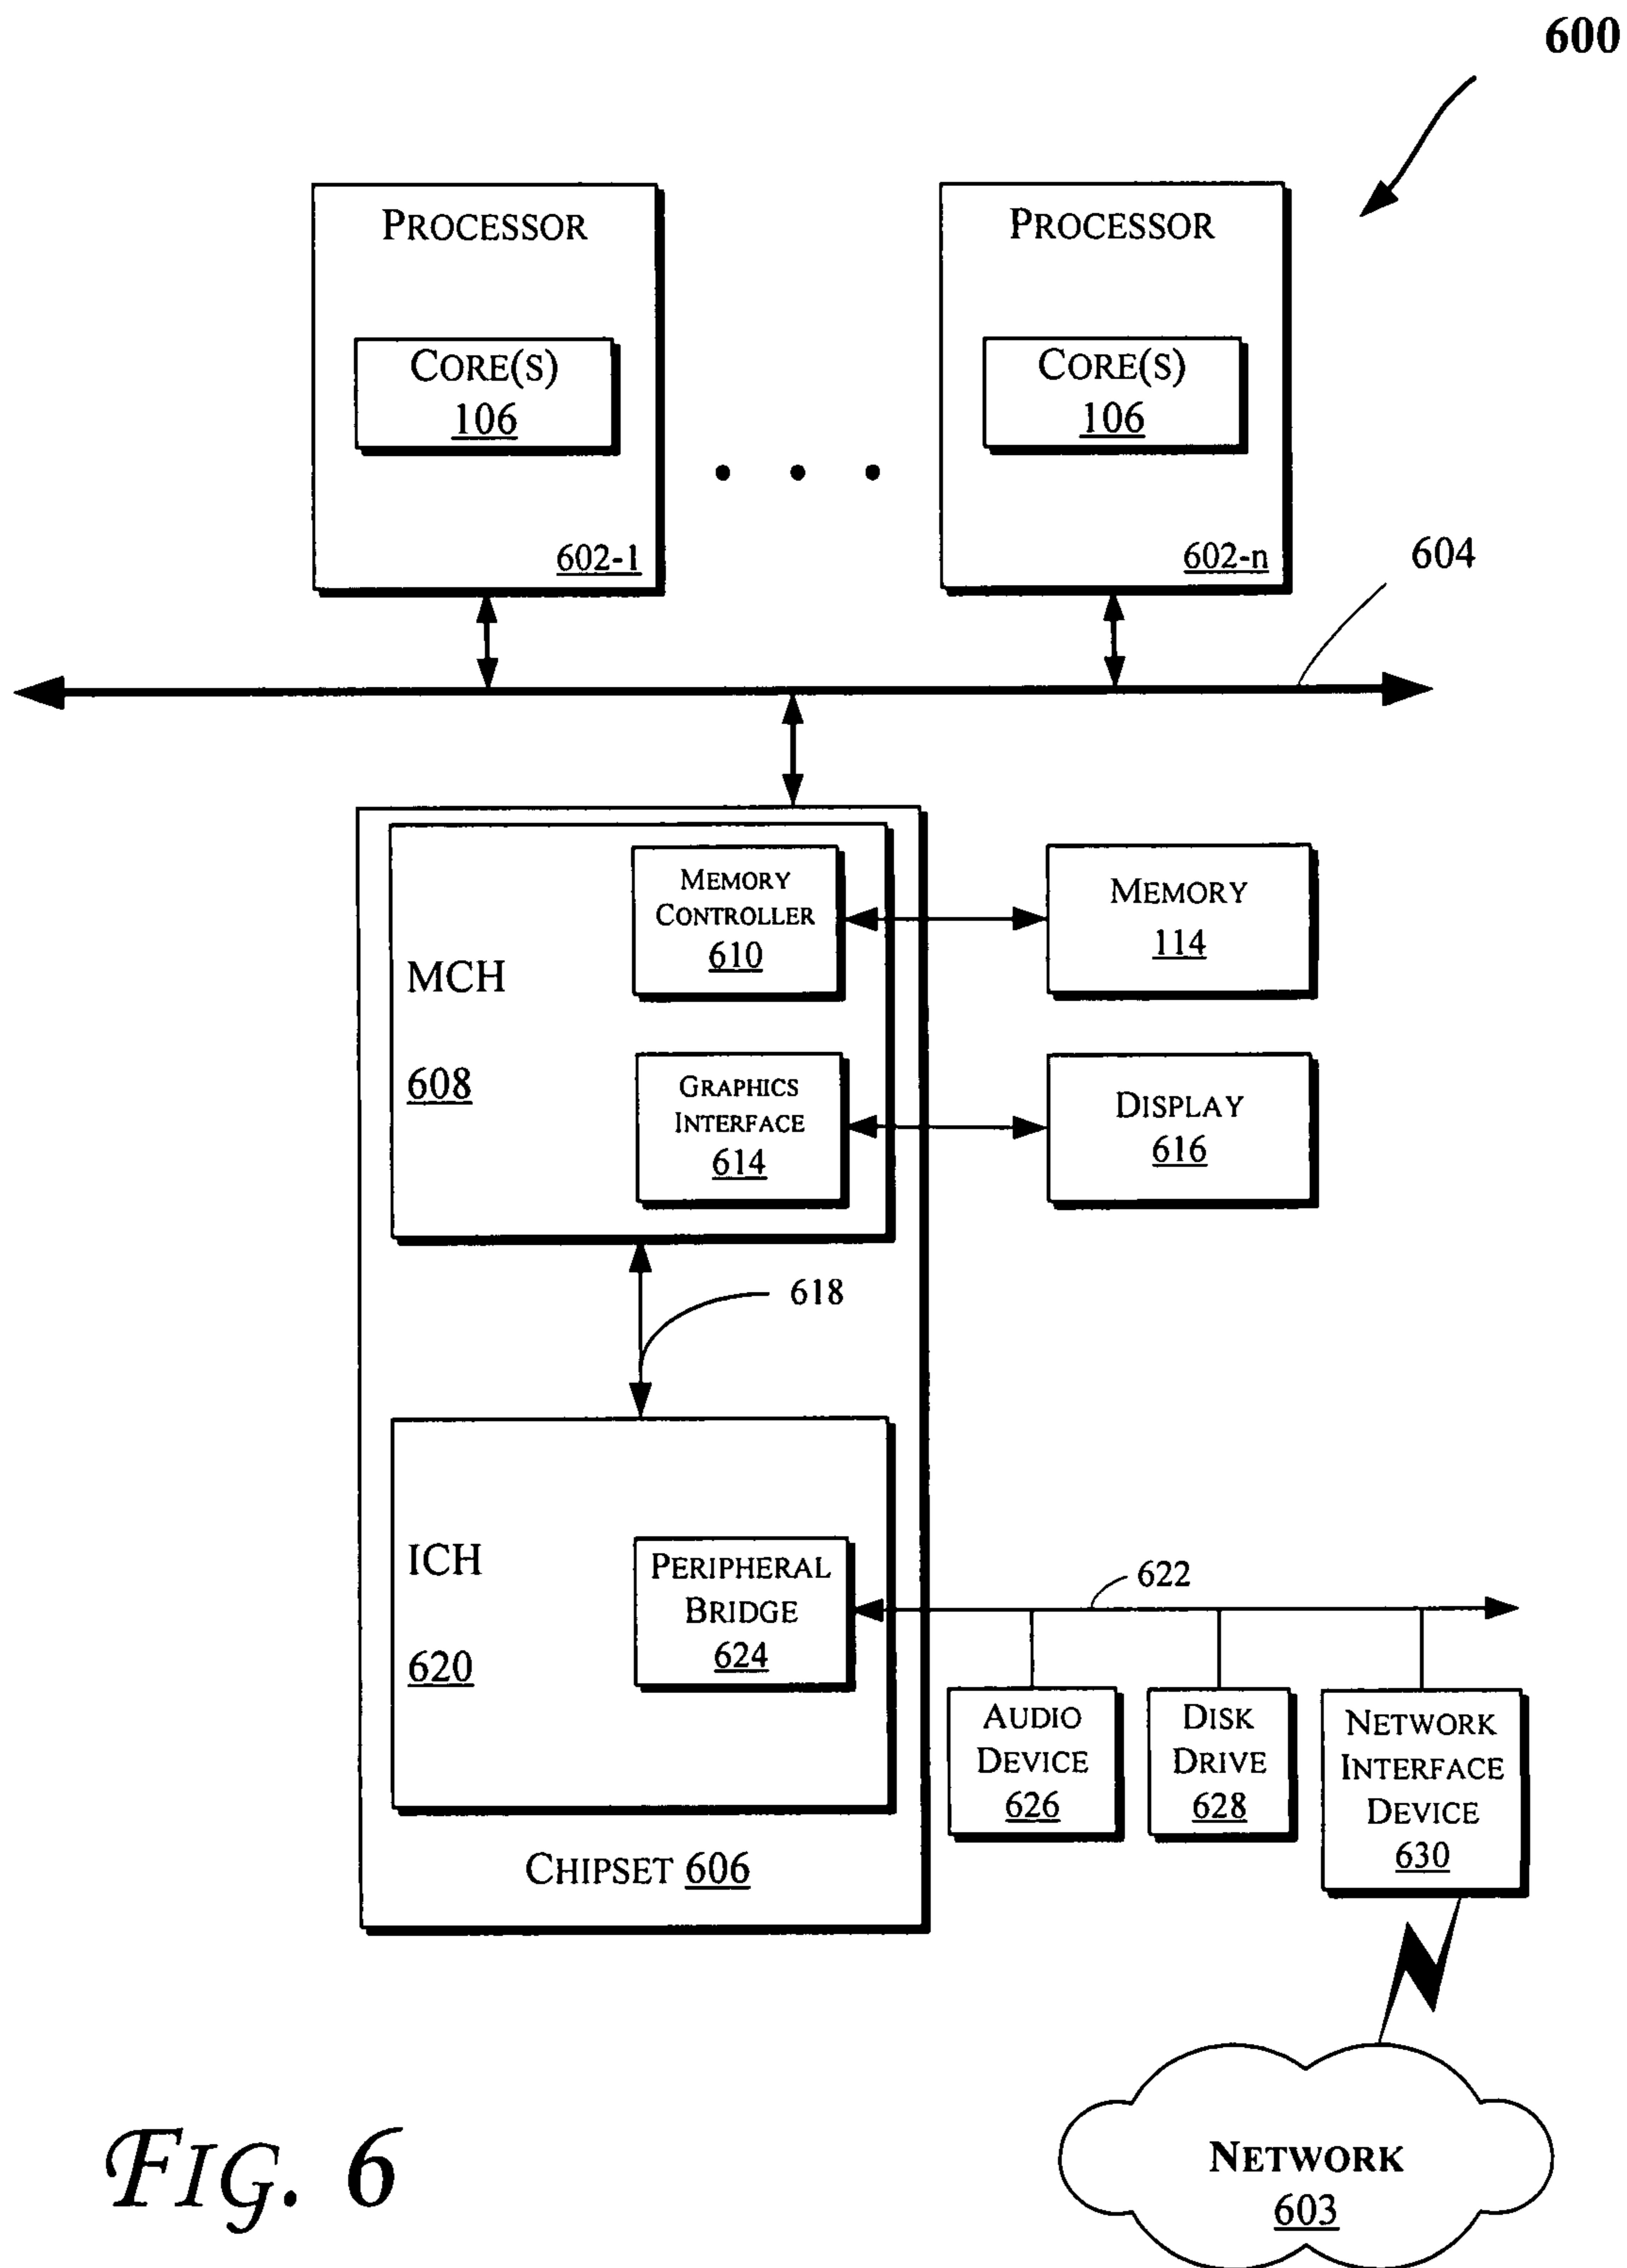 600
PROCESSOR
CORE(S)
106
602-1
PROCESSOR
CORE(S)
106
602-n
604
MEMORY
CONTROLLER
610
MCH
608
GRAPHICS
INTERFACE
614
MEMORY
114
DISPLAY
616
618
ICH
620
PERIPHERAL
BRIDGE
624
622
AUDIO
DEVICE
626
DISK
DRIVE
628
NETWORK
INTERFACE
DEVICE
630
CHIPSET 606
NETWORK
603
FIG. 6